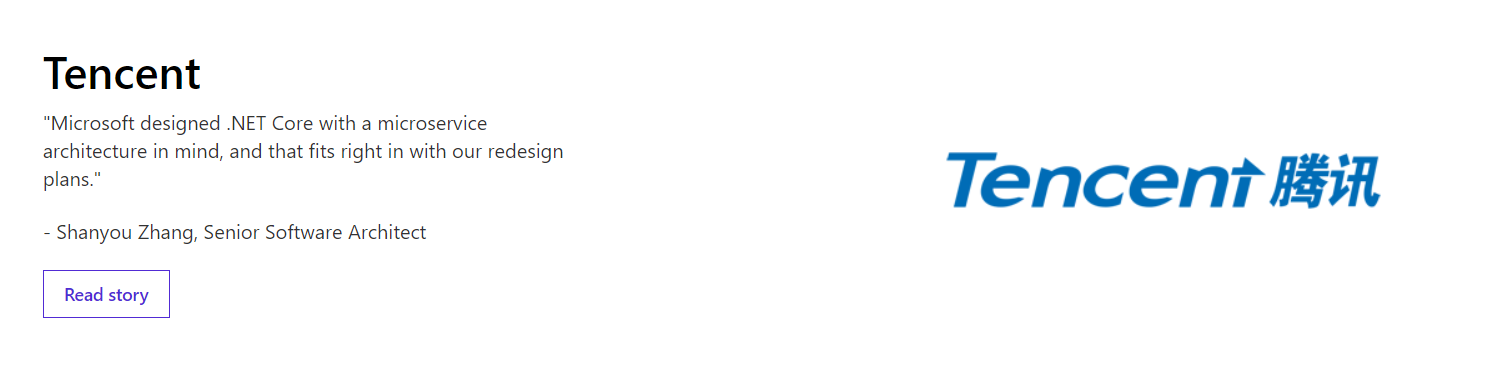 Tencent
"Microsoft designed .NET Core with a microservice
architecture in mind, and that fits right in with our redesign
plans."
- Shanyou Zhang, Senior Software Architect
Read story
Tencent 腾讯